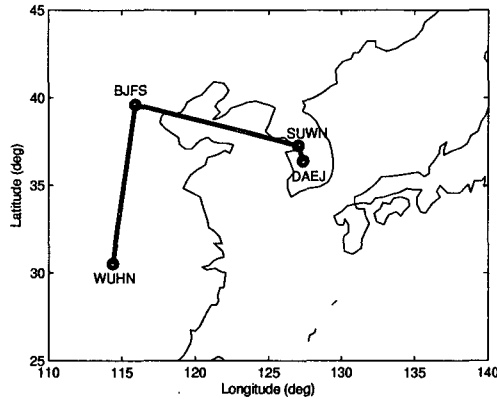 45
BJFS
40
SUWN
Latitude (deg)
DAEJ
35
WUHN
30
25
110 115 120 125 130 135 140
Longitude (deg)